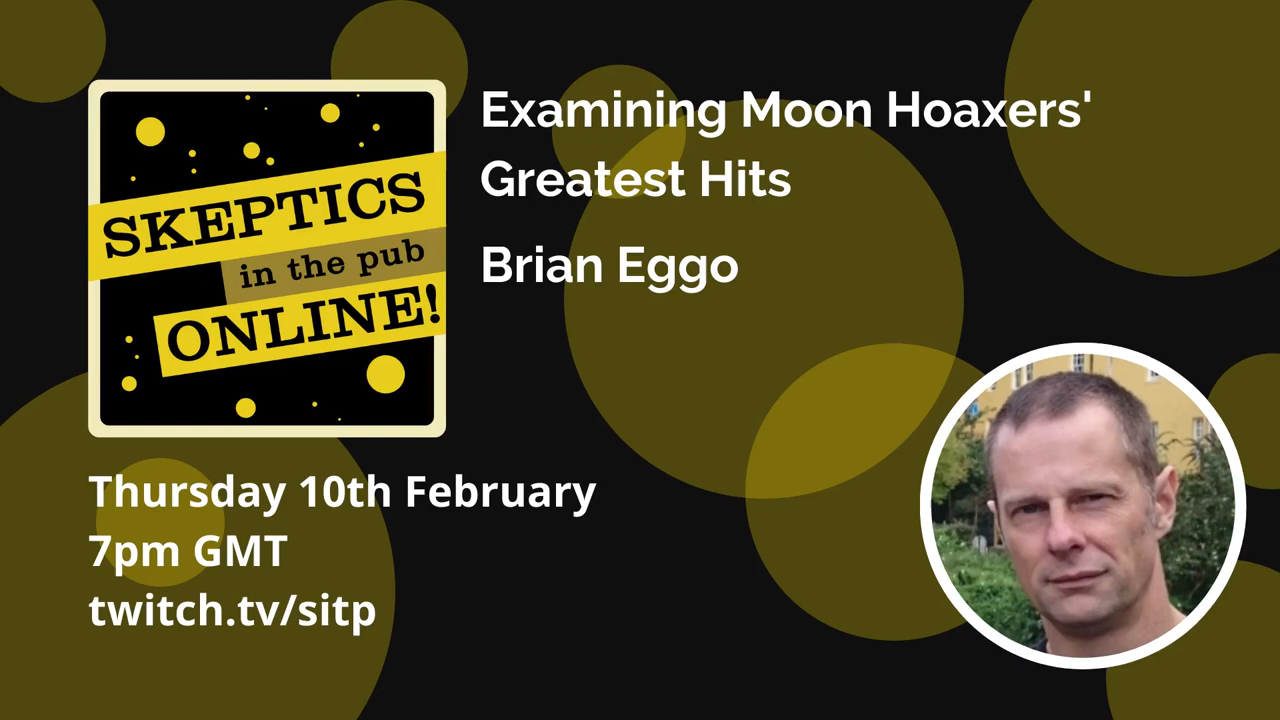 SKEPTICS
in the pub
ONLINE!
Examining Moon Hoaxers'
Greatest Hits
Brian Eggo
Thursday 10th February
7pm GMT
twitch.tv/sitp